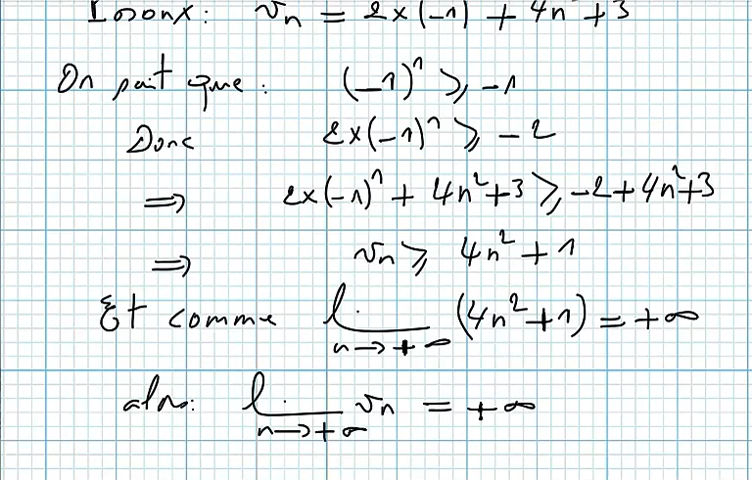 vn = 2×(-1) + 4n² + 3
On sait que : (-1)ⁿ ≥ -1
Donc 2×(-1)ⁿ ≥ -2
⇒ 2×(-1)ⁿ + 4n² + 3 ≥ -2 + 4n² + 3
⇒ vn ≥ 4n² + 1
Et comme lim n→+∞ (4n² + 1) = +∞
alors : lim n→+∞ vn = +∞